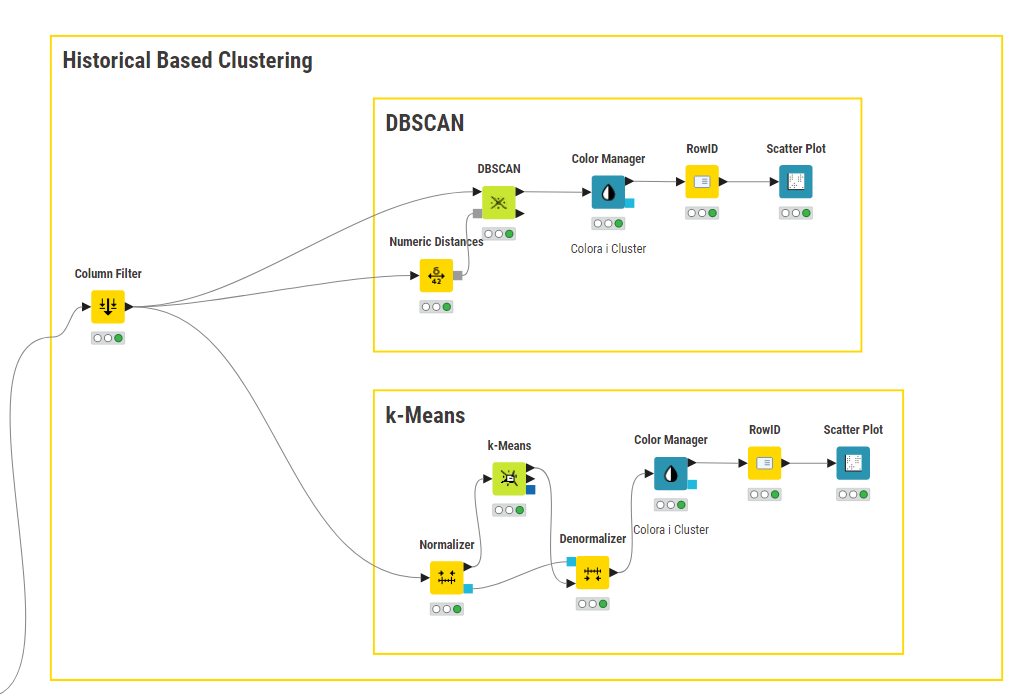 Historical Based Clustering
DBSCAN
DBSCAN
Color Manager
RowID
Scatter Plot
Numeric Distances
Colora i Cluster
Column Filter
δ
42
k-Means
k-Means
Color Manager
RowID
Scatter Plot
Colora i Cluster
Normalizer
Denormalizer